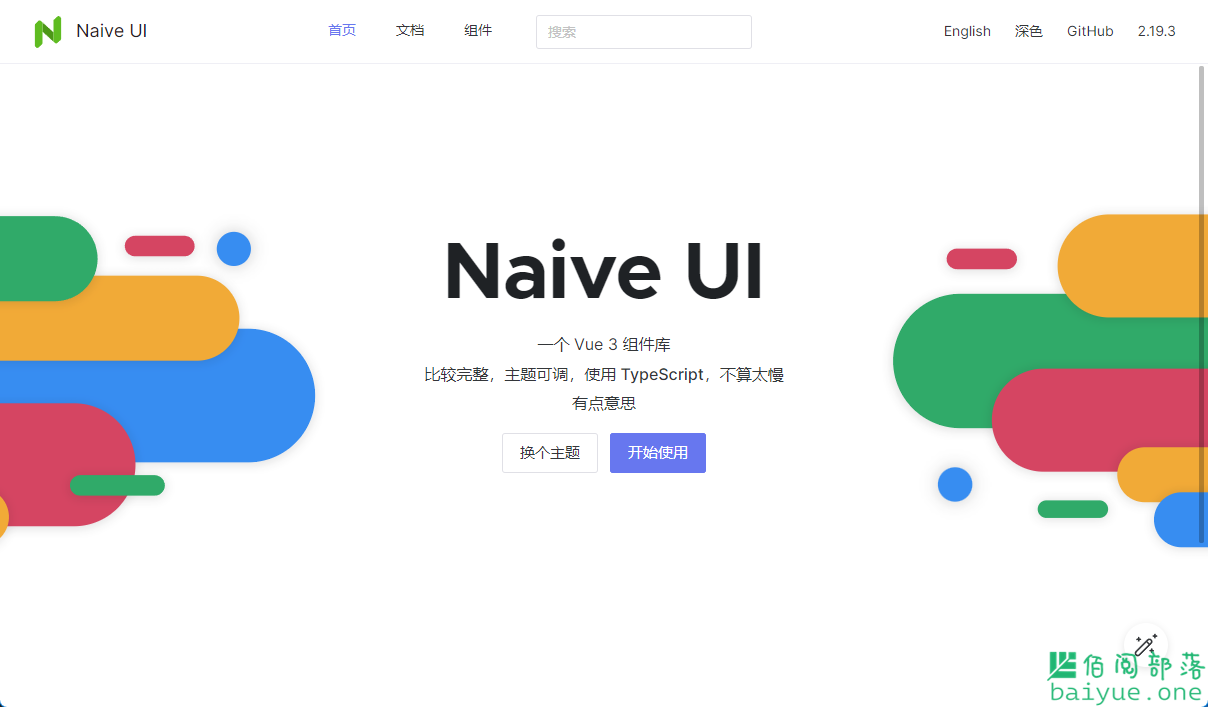 Naive UI 首页 文档 组件 搜索 English 深色 GitHub 2.19.3
Naive UI
一个 Vue 3 组件库
比较完整，主题可调，使用 TypeScript，不算太慢
有点意思
换个主题 开始使用
佰阅部落
baiyue.one